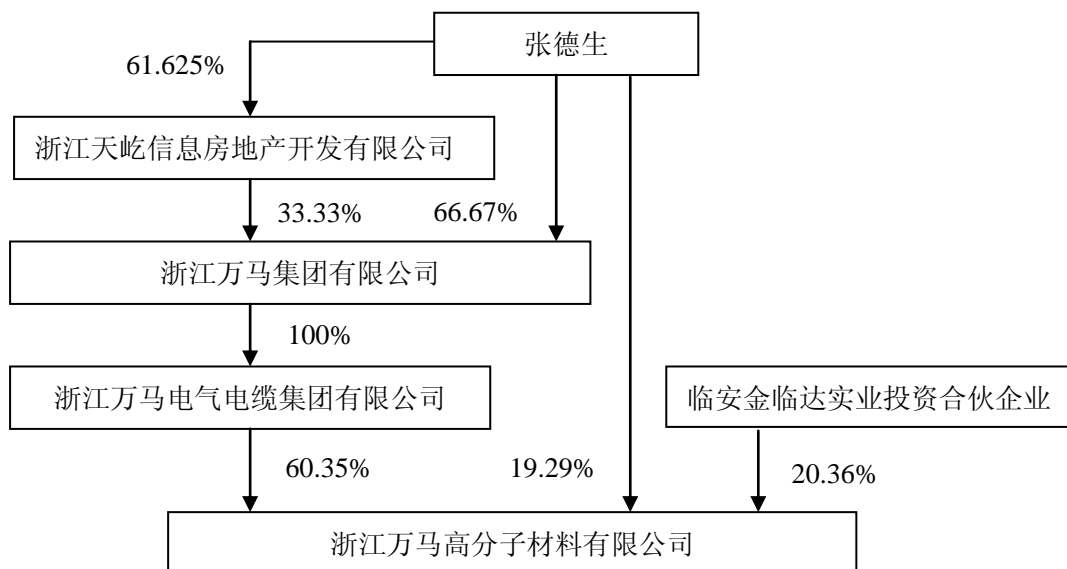 张德生
61.625%
浙江天屹信息房地产开发有限公司
33.33%
66.67%
浙江万马集团有限公司
100%
浙江万马电气电缆集团有限公司
临安金临达实业投资合伙企业
60.35%
19.29%
20.36%
浙江万马高分子材料有限公司